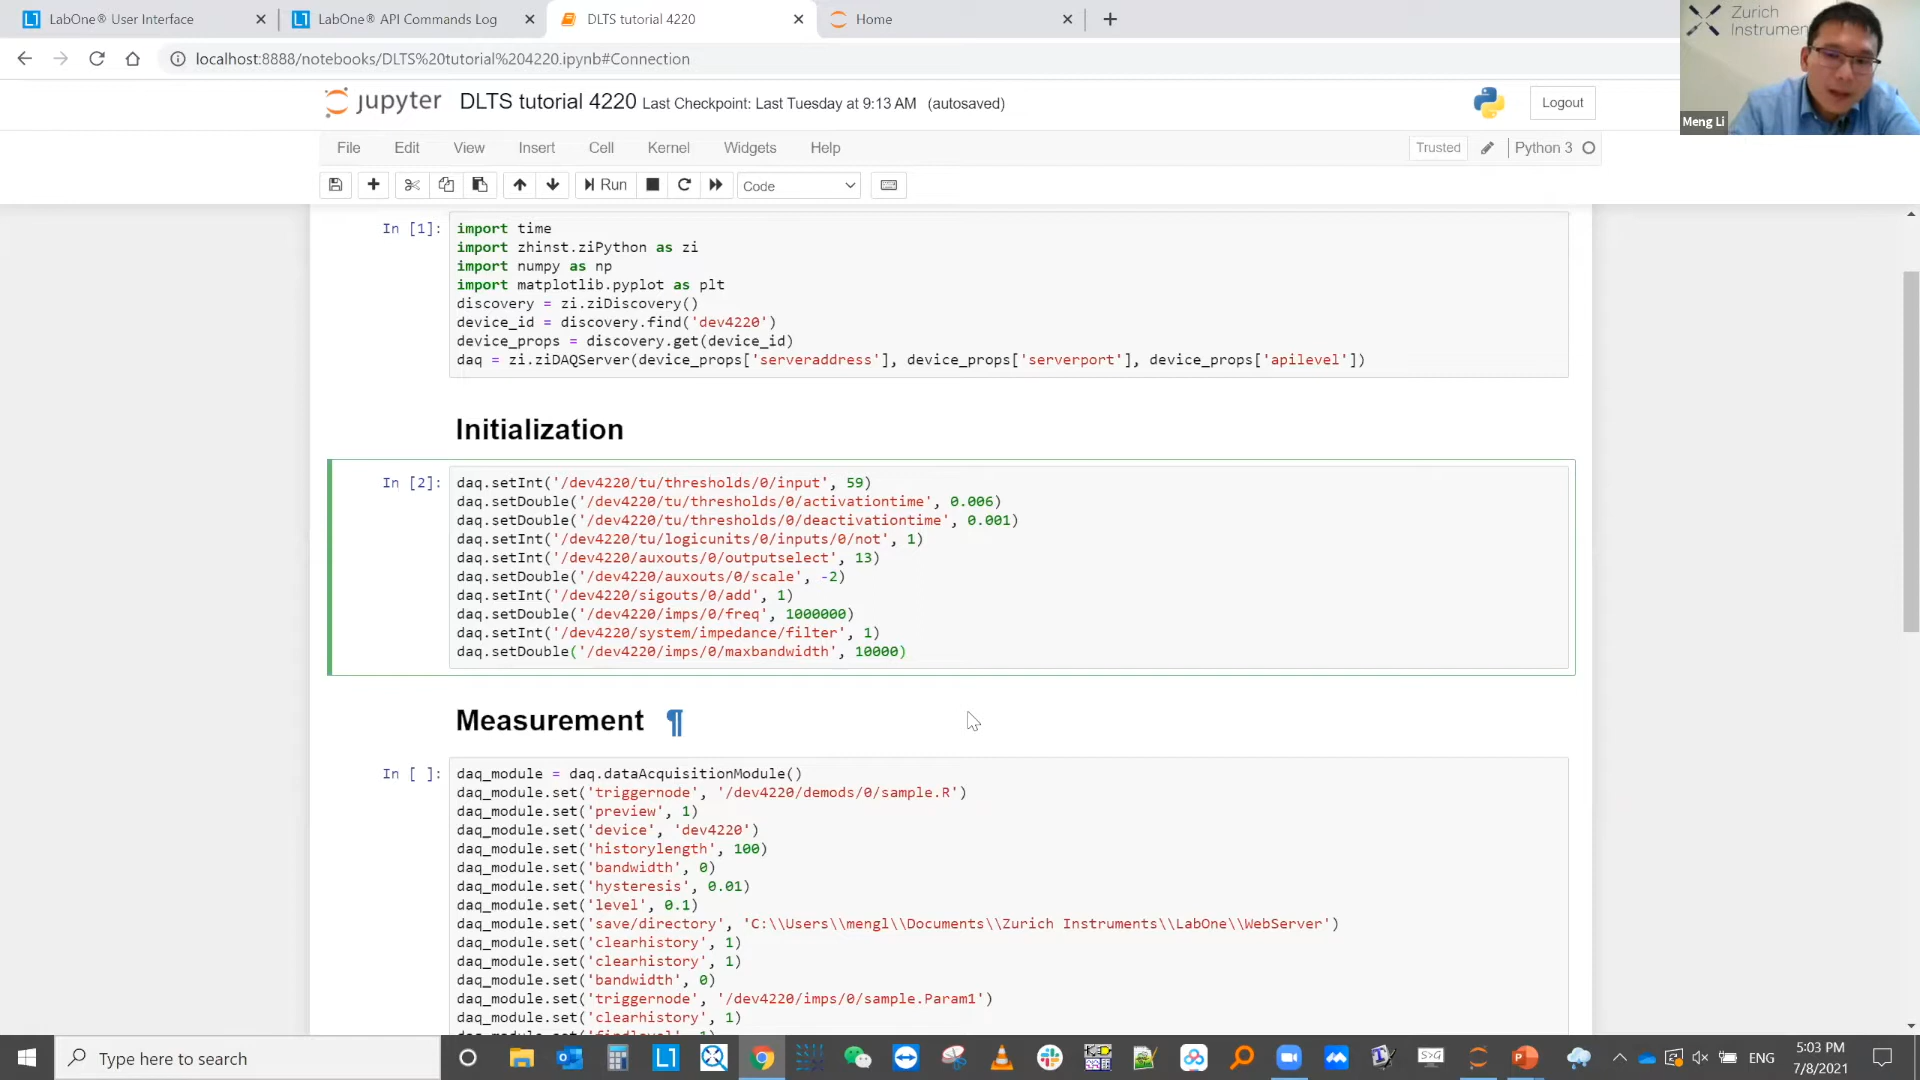 LabOne® User Interface
LabOne® API Commands Log
DLTS tutorial 4220
Home
localhost:8888/notebooks/DLTS%20tutorial%204220.ipynb#Connection
Zurich
Instrumen
Meng Li
jupyter DLTS tutorial 4220 Last Checkpoint: Last Tuesday at 9:13 AM (autosaved)
Logout
File Edit View Insert Cell Kernel Widgets Help
Trusted Python 3
Run Code
In [1]: import time
import zhinst.ziPython as zi
import numpy as np
import matplotlib.pyplot as plt
discovery = zi.ziDiscovery()
device_id = discovery.find('dev4220')
device_props = discovery.get(device_id)
daq = zi.ziDAQServer(device_props['serveraddress'], device_props['serverport'], device_props['apilevel'])
Initialization
In [2]: daq.setInt('/dev4220/tu/thresholds/0/input', 59)
daq.setDouble('/dev4220/tu/thresholds/0/activationtime', 0.006)
daq.setDouble('/dev4220/tu/thresholds/0/deactivationtime', 0.001)
daq.setInt('/dev4220/tu/logicunits/0/inputs/0/not', 1)
daq.setInt('/dev4220/auxouts/0/outputselect', 13)
daq.setDouble('/dev4220/auxouts/0/scale', -2)
daq.setInt('/dev4220/sigouts/0/add', 1)
daq.setDouble('/dev4220/imps/0/freq', 1000000)
daq.setInt('/dev4220/system/impedance/filter', 1)
daq.setDouble('/dev4220/imps/0/maxbandwidth', 10000)
Measurement ¶
In [ ]: daq_module = daq.dataAcquisitionModule()
daq_module.set('triggernode', '/dev4220/demods/0/sample.R')
daq_module.set('preview', 1)
daq_module.set('device', 'dev4220')
daq_module.set('historylength', 100)
daq_module.set('bandwidth', 0)
daq_module.set('hysteresis', 0.01)
daq_module.set('level', 0.1)
daq_module.set('save/directory', 'C:\\Users\\mengl\\Documents\\Zurich Instruments\\LabOne\\WebServer')
daq_module.set('clearhistory', 1)
daq_module.set('clearhistory', 1)
daq_module.set('bandwidth', 0)
daq_module.set('triggernode', '/dev4220/imps/0/sample.Param1')
daq_module.set('clearhistory', 1)
daq_module.set('findlevel', 1)
Type here to search
ENG
5:03 PM
7/8/2021